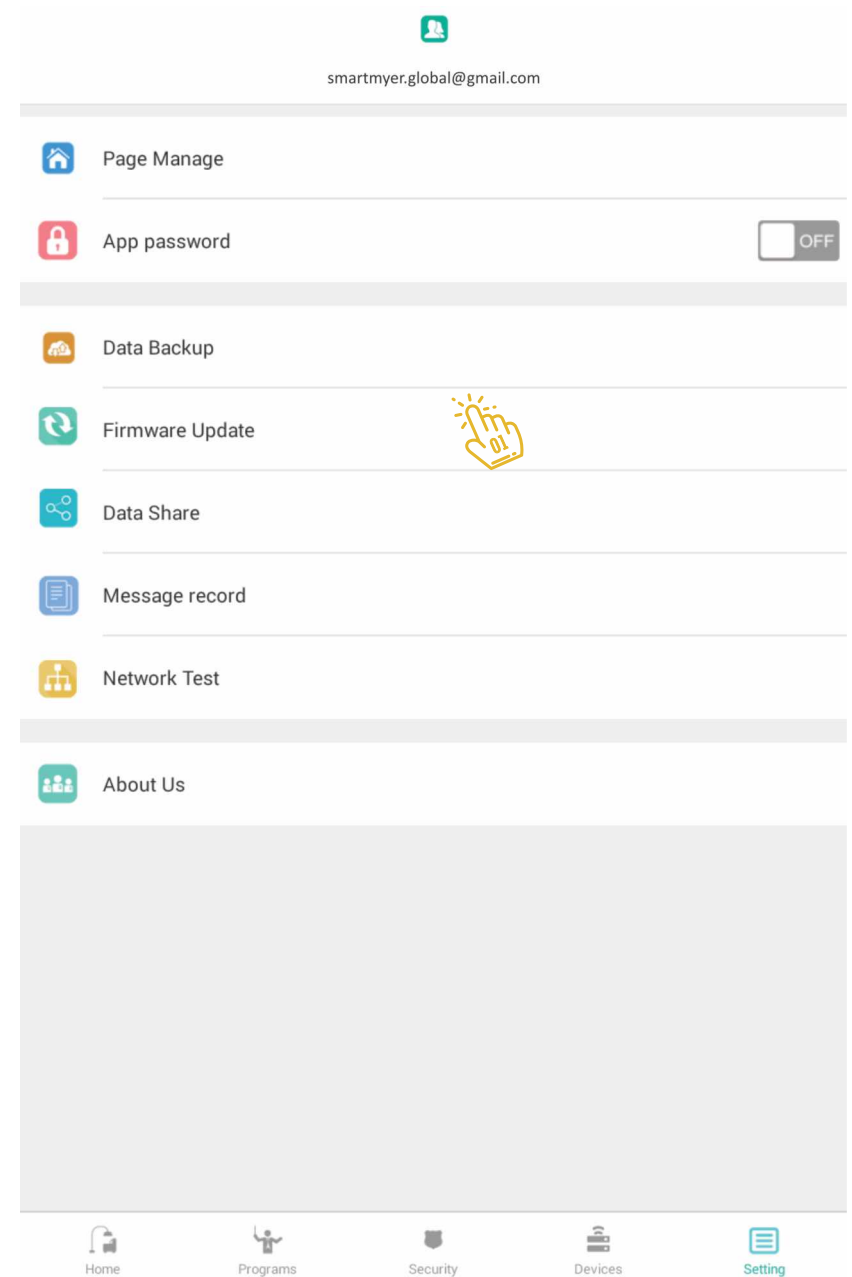 smartmyer.global@gmail.com
Page Manage
App password
OFF
Data Backup
Firmware Update
01
Data Share
Message record
Network Test
About Us
Home
Programs
Security
Devices
Setting